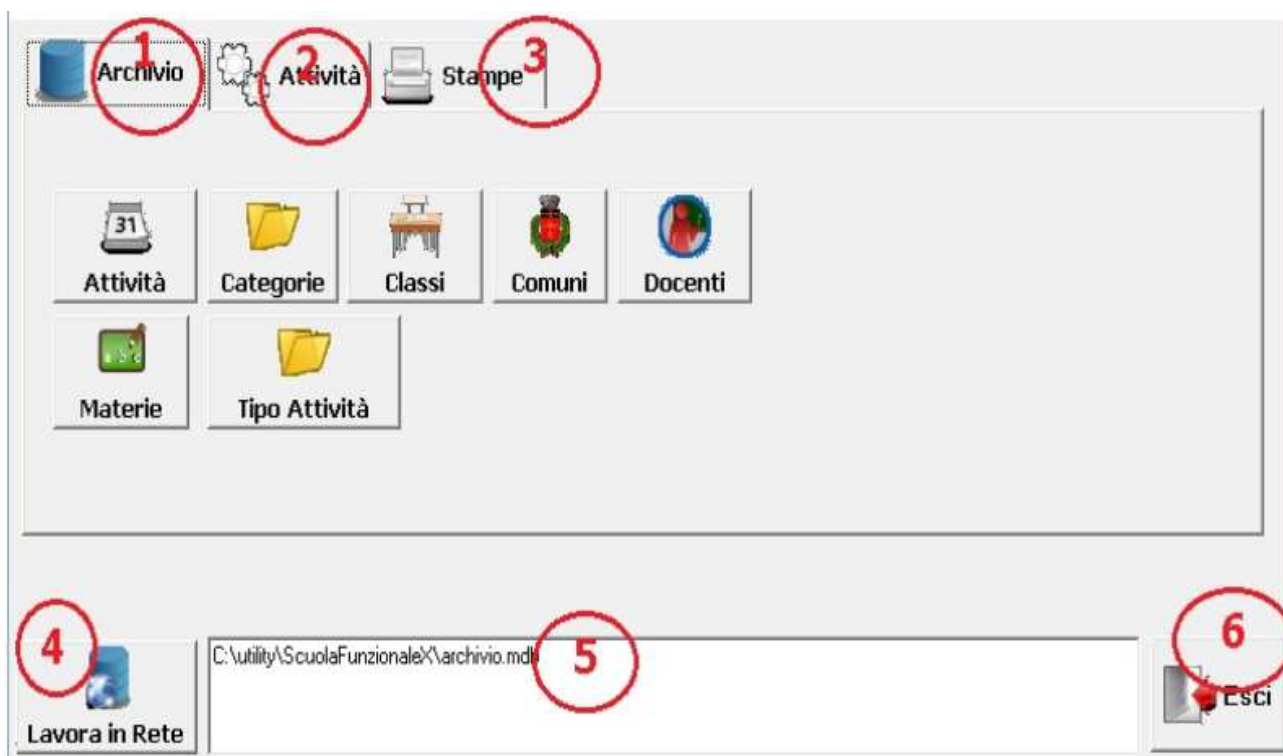 1 2 3
Archivio Attività Stampe
31
Attività Categorie Classi Comuni Docenti
a b c
Materie Tipo Attività
4 5 6
C:\utility\ScuolaFunzionaleX\archivio.mdb
Esci
Lavora in Rete